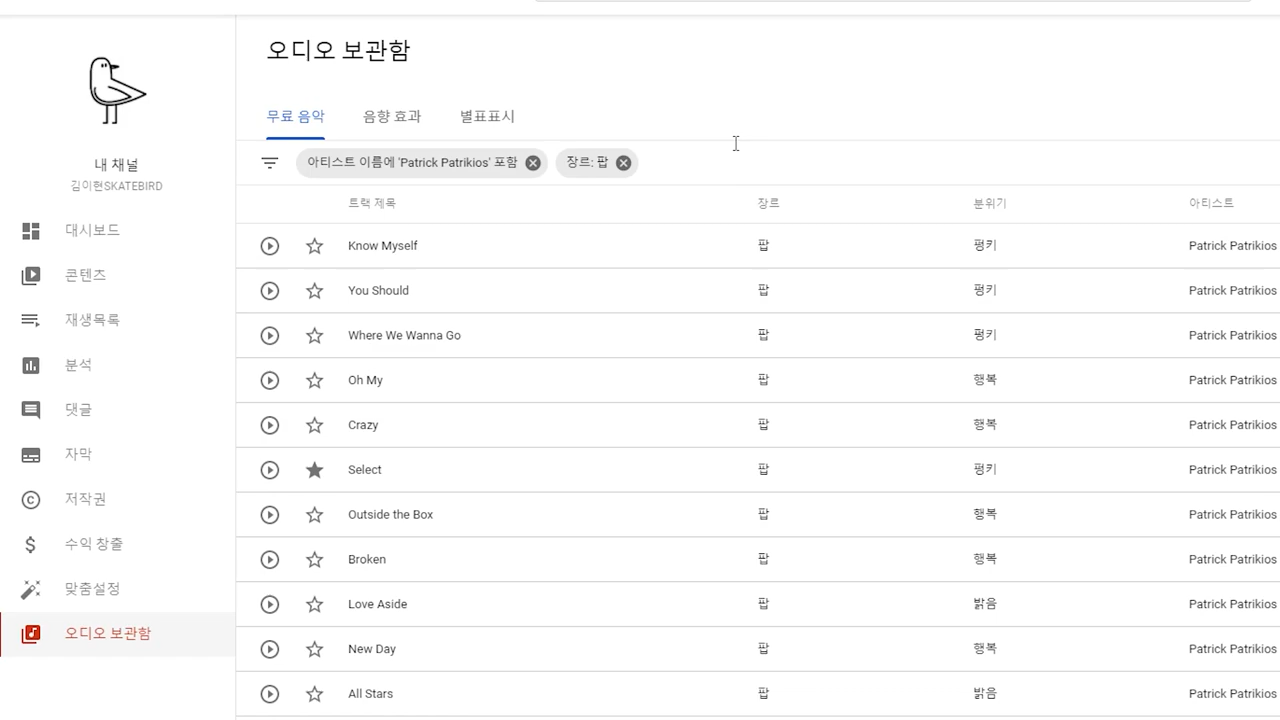 오디오 보관함
무료 음악 음향 효과 별표표시
아티스트 이름에 'Patrick Patrikios' 포함 장르: 팝
내 채널
김이현SKATEBIRD
대시보드
콘텐츠
재생목록
분석
댓글
자막
저작권
수익 창출
맞춤설정
오디오 보관함
트랙 제목 장르 분위기 아티스트
Know Myself 팝 펑키 Patrick Patrikios
You Should 팝 펑키 Patrick Patrikios
Where We Wanna Go 팝 펑키 Patrick Patrikios
Oh My 팝 행복 Patrick Patrikios
Crazy 팝 행복 Patrick Patrikios
Select 팝 펑키 Patrick Patrikios
Outside the Box 팝 행복 Patrick Patrikios
Broken 팝 행복 Patrick Patrikios
Love Aside 팝 밝음 Patrick Patrikios
New Day 팝 행복 Patrick Patrikios
All Stars 팝 밝음 Patrick Patrikios